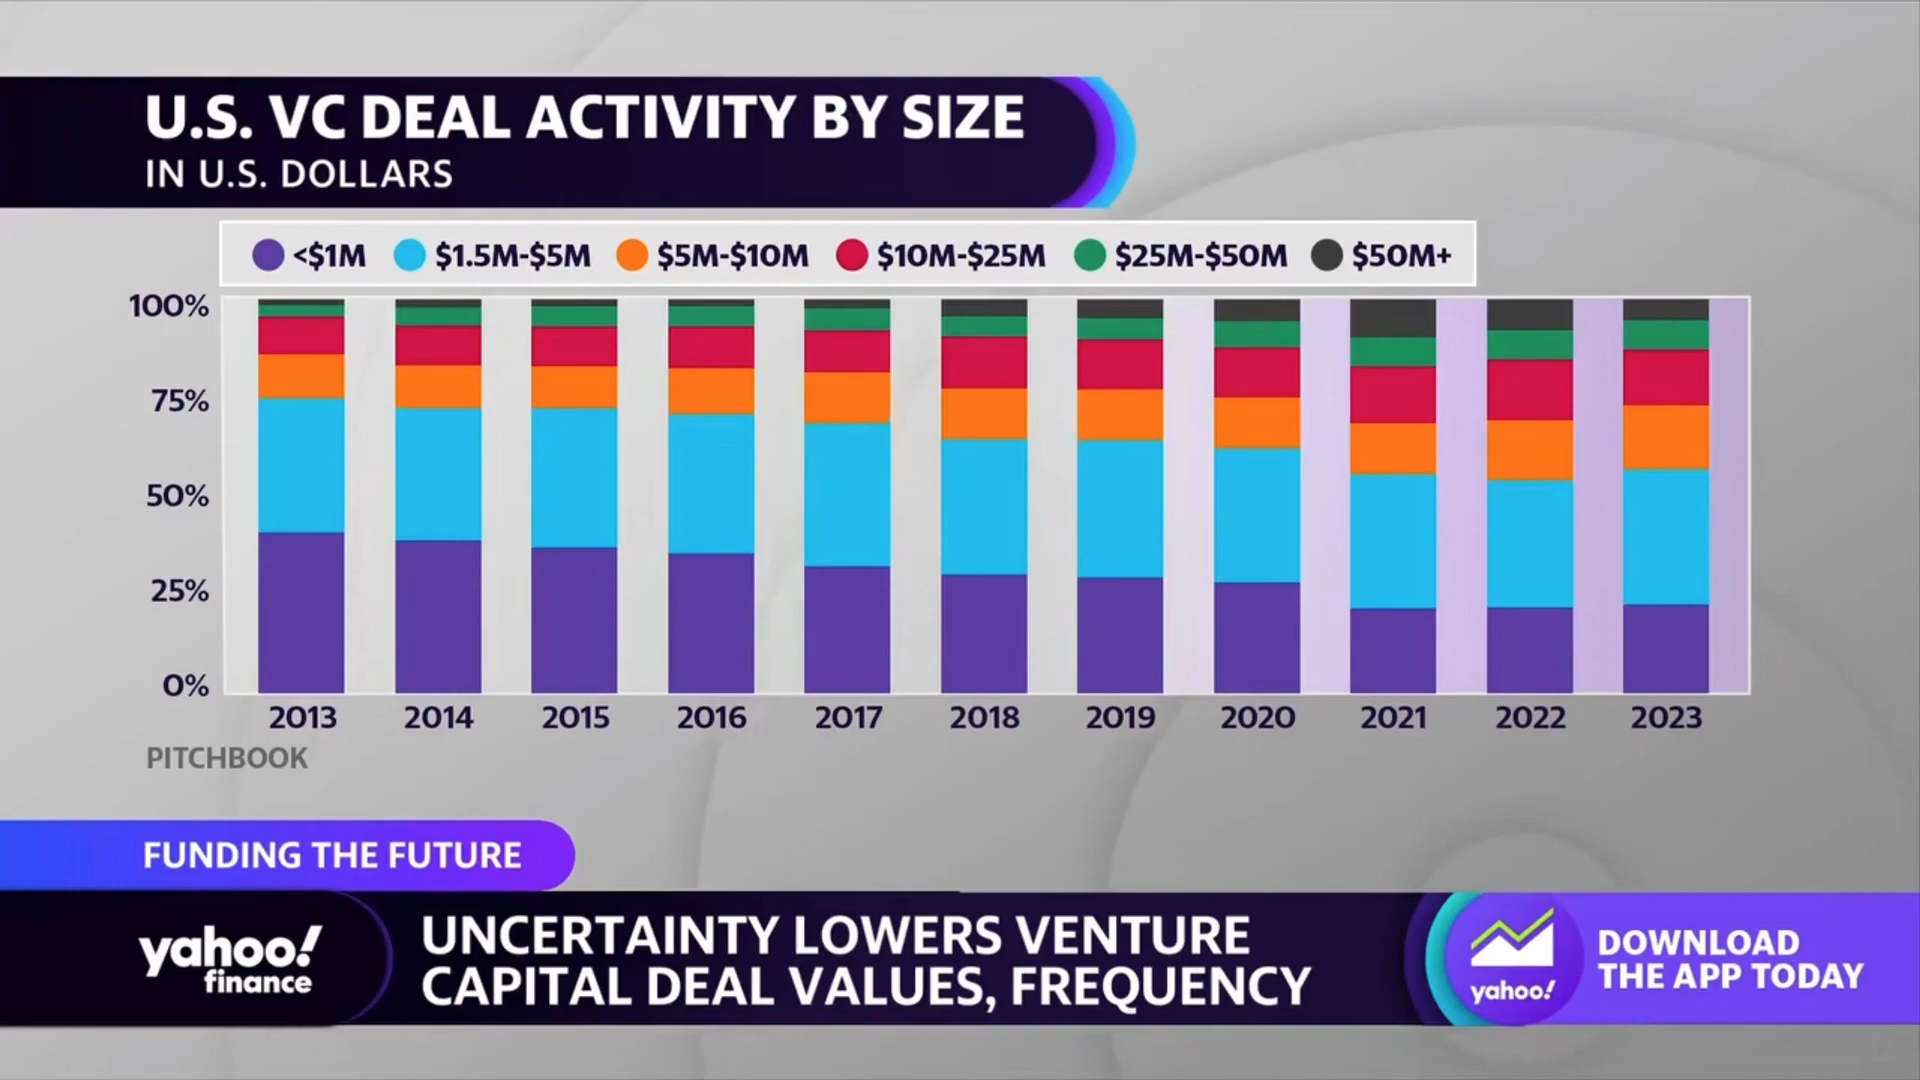 U.S. VC DEAL ACTIVITY BY SIZE
IN U.S. DOLLARS
<$1M $1.5M-$5M $5M-$10M $10M-$25M $25M-$50M $50M+
100%
75%
50%
25%
0%
2013 2014 2015 2016 2017 2018 2019 2020 2021 2022 2023
PITCHBOOK
FUNDING THE FUTURE
yahoo!
finance
UNCERTAINTY LOWERS VENTURE
CAPITAL DEAL VALUES, FREQUENCY
yahoo!
DOWNLOAD
THE APP TODAY